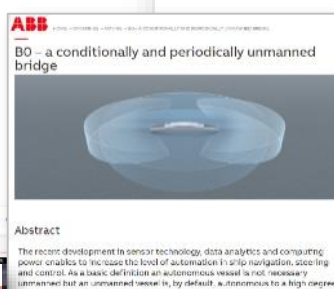 ABB
B0 – a conditionally and periodically unmanned
bridge
Abstract
The recent development in sensor technology, data analytics and computing
power enables to increase the level of automation in ship navigation, steering
and control. As a basic definition an autonomous vessel is not necessary
unmanned but an unmanned vessel is, by default, autonomous to a high degre